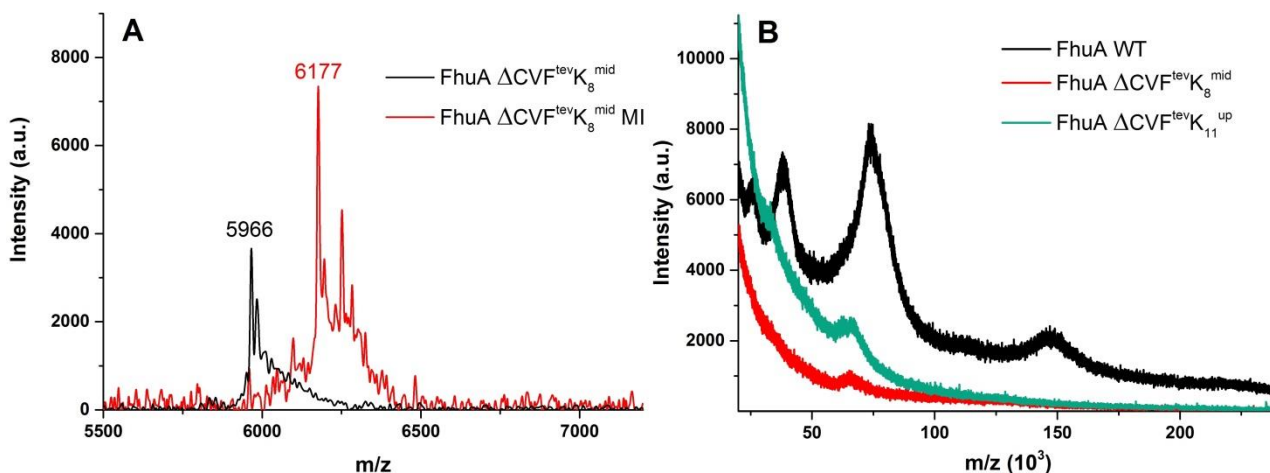 A
6177
5966
FhuA ΔCVFᵗᵉᵛK₈ᵐⁱᵈ
FhuA ΔCVFᵗᵉᵛK₈ᵐⁱᵈ MI
Intensity (a.u.)
8000
6000
4000
2000
0
5500
6000
6500
7000
m/z
B
FhuA WT
FhuA ΔCVFᵗᵉᵛK₈ᵐⁱᵈ
FhuA ΔCVFᵗᵉᵛK₁₁ᵘᵖ
Intensity (a.u.)
10000
8000
6000
4000
2000
50
100
150
200
m/z (10³)